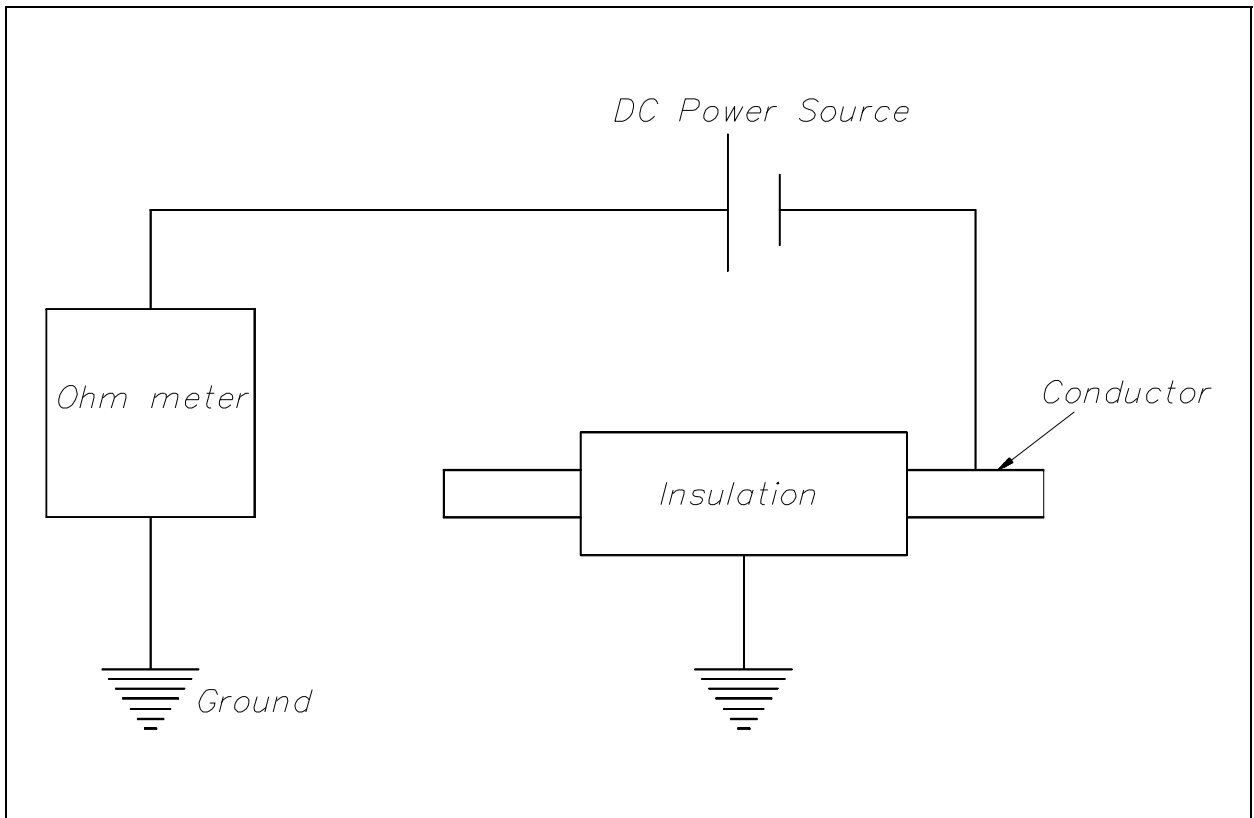 DC Power Source
Ohm meter
Conductor
Insulation
Ground